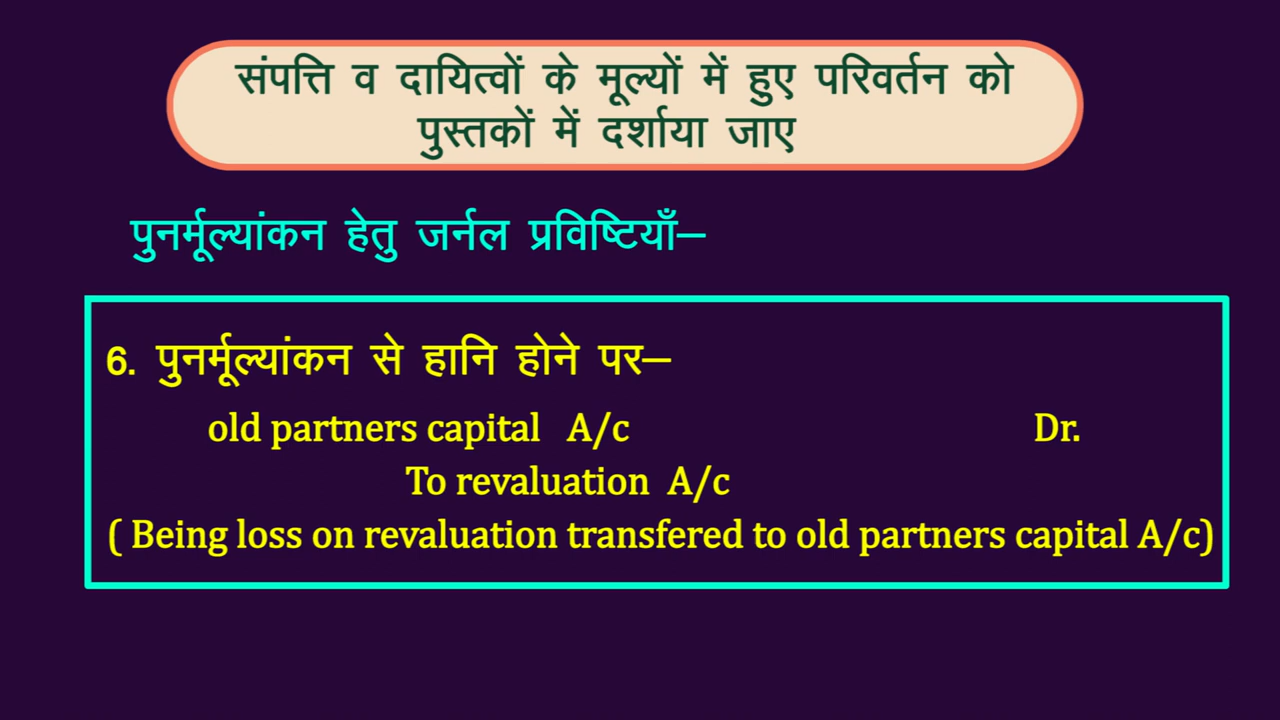 संपत्ति व दायित्वों के मूल्यों में हुए परिवर्तन को
पुस्तकों में दर्शाया जाए
पुनर्मूल्यांकन हेतु जर्नल प्रविष्टियाँ–
6. पुनर्मूल्यांकन से हानि होने पर–
old partners capital A/c Dr.
To revaluation A/c
( Being loss on revaluation transfered to old partners capital A/c)